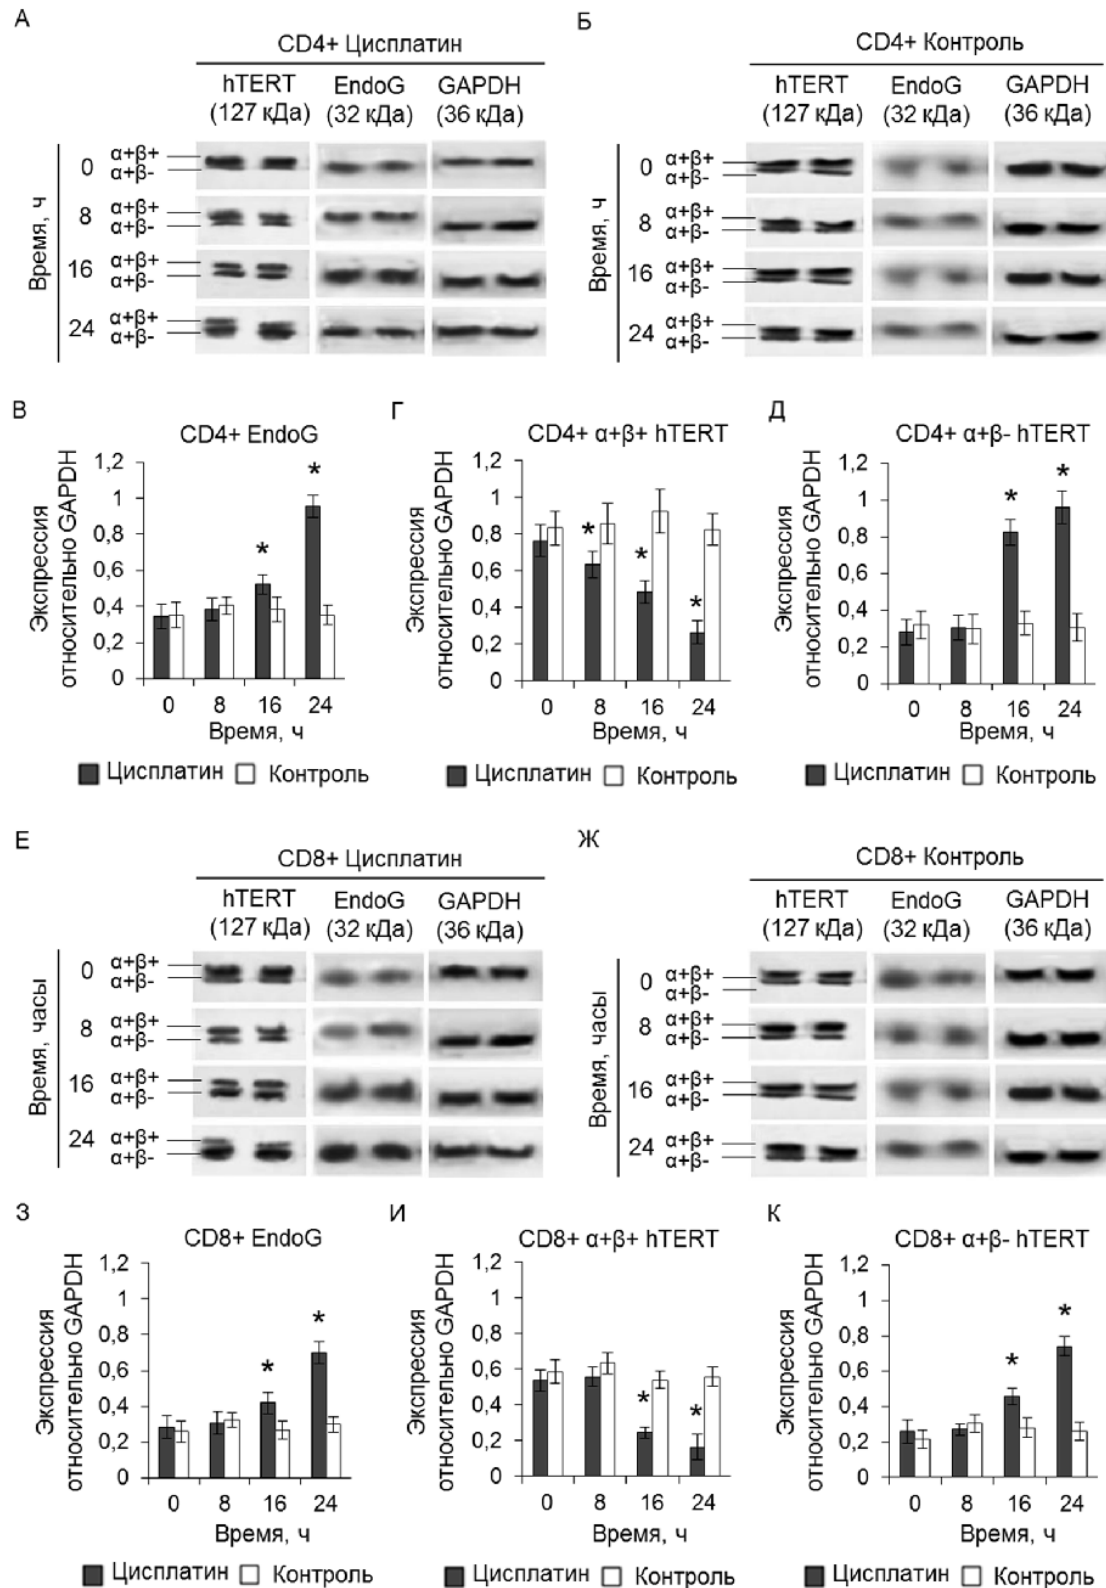 А
CD4+ Цисплатин
hTERT EndoG GAPDH
(127 кДа) (32 кДа) (36 кДа)
Время, ч
0 α+β+
α+β-
8 α+β+
α+β-
16 α+β+
α+β-
24 α+β+
α+β-
Б
CD4+ Контроль
hTERT EndoG GAPDH
(127 кДа) (32 кДа) (36 кДа)
Время, ч
0 α+β+
α+β-
8 α+β+
α+β-
16 α+β+
α+β-
24 α+β+
α+β-
В
CD4+ EndoG
Экспрессия
относительно GAPDH
1,2
1
0,8
0,6
0,4
0,2
0
* *
0 8 16 24
Время, ч
Цисплатин Контроль
Г
CD4+ α+β+ hTERT
Экспрессия
относительно GAPDH
1,2
1
0,8
0,6
0,4
0,2
0
* * *
0 8 16 24
Время, ч
Цисплатин Контроль
Д
CD4+ α+β- hTERT
Экспрессия
относительно GAPDH
1,2
1
0,8
0,6
0,4
0,2
0
* *
0 8 16 24
Время, ч
Цисплатин Контроль
Е
CD8+ Цисплатин
hTERT EndoG GAPDH
(127 кДа) (32 кДа) (36 кДа)
Время, часы
0 α+β+
α+β-
8 α+β+
α+β-
16 α+β+
α+β-
24 α+β+
α+β-
Ж
CD8+ Контроль
hTERT EndoG GAPDH
(127 кДа) (32 кДа) (36 кДа)
Время, часы
0 α+β+
α+β-
8 α+β+
α+β-
16 α+β+
α+β-
24 α+β+
α+β-
З
CD8+ EndoG
Экспрессия
относительно GAPDH
1,2
1
0,8
0,6
0,4
0,2
0
* *
0 8 16 24
Время, ч
Цисплатин Контроль
И
CD8+ α+β+ hTERT
Экспрессия
относительно GAPDH
1,2
1
0,8
0,6
0,4
0,2
0
* *
0 8 16 24
Время, ч
Цисплатин Контроль
К
CD8+ α+β- hTERT
Экспрессия
относительно GAPDH
1,2
1
0,8
0,6
0,4
0,2
0
* *
0 8 16 24
Время, ч
Цисплатин Контроль